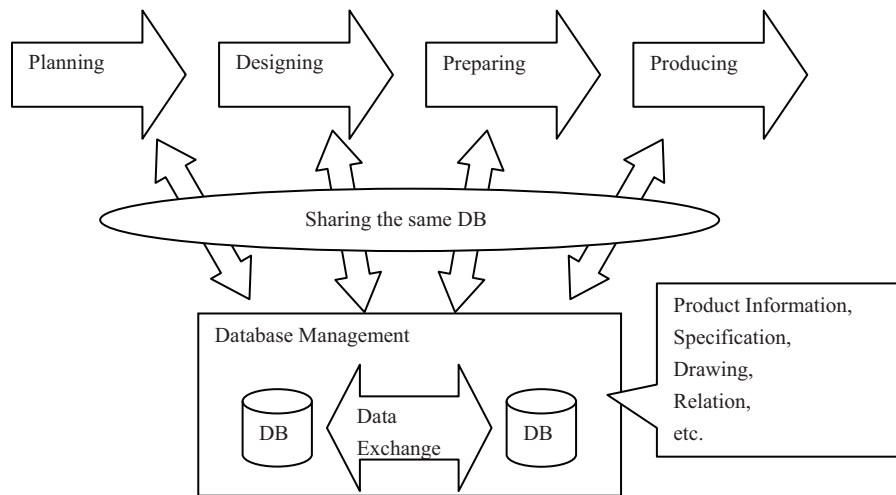 Planning
Designing
Preparing
Producing
Sharing the same DB
Database Management
DB
Data
Exchange
DB
Product Information,
Specification,
Drawing,
Relation,
etc.